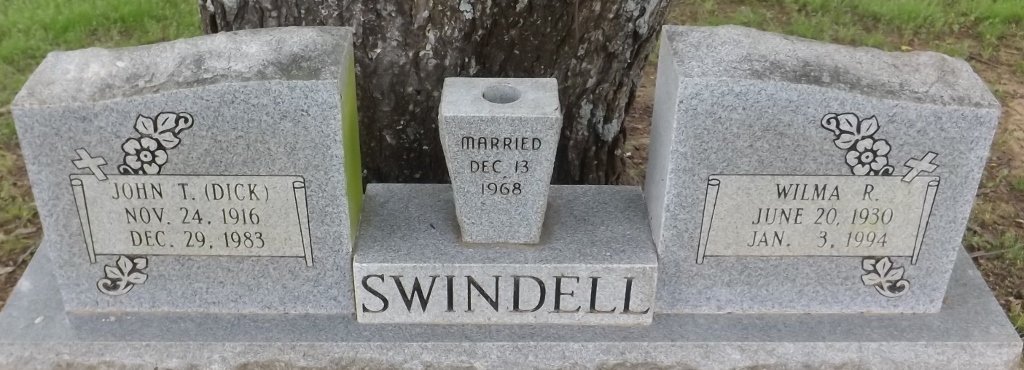 JOHN T. (DICK)
NOV. 24, 1916
DEC. 29, 1983
MARRIED
DEC. 13
1968
WILMA R.
JUNE 20, 1930
JAN. 3, 1994
SWINDELL